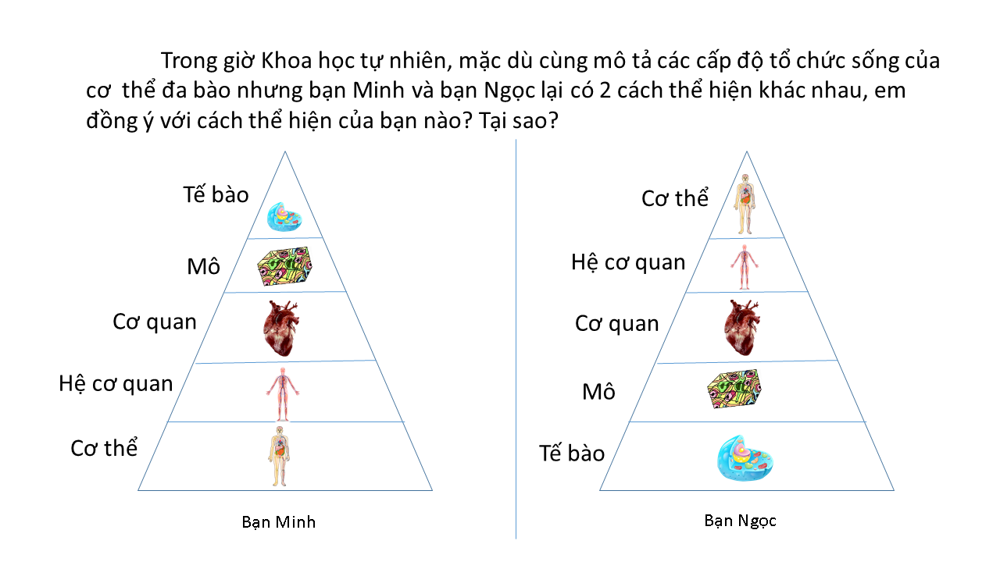 Trong giờ Khoa học tự nhiên, mặc dù cùng mô tả các cấp độ tổ chức sống của
cơ thể đa bào nhưng bạn Minh và bạn Ngọc lại có 2 cách thể hiện khác nhau, em
đồng ý với cách thể hiện của bạn nào? Tại sao?
Tế bào
Mô
Cơ quan
Hệ cơ quan
Cơ thể
Bạn Minh
Cơ thể
Hệ cơ quan
Cơ quan
Mô
Tế bào
Bạn Ngọc